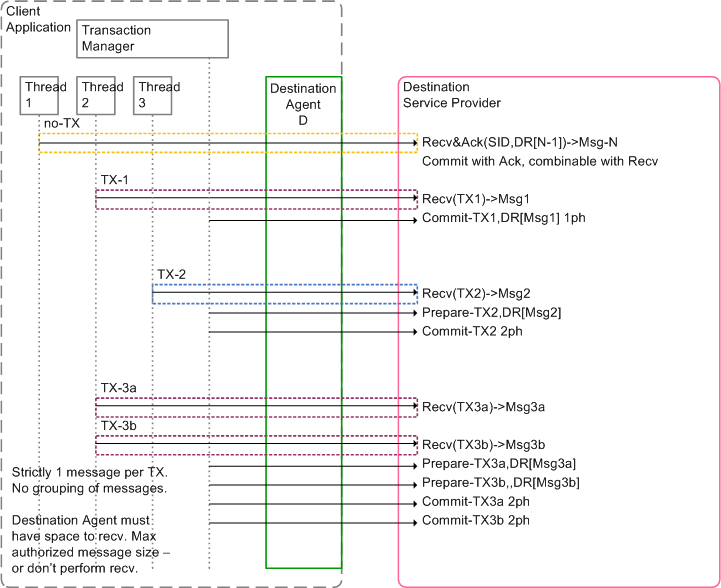 Client
Application
Transaction
Manager
Thread
1
Thread
2
Thread
3
Destination
Agent
D
Destination
Service Provider
no-TX
Recv&Ack(SID,DR[N-1])->Msg-N
Commit with Ack, combinable with Recv
TX-1
Recv(TX1)->Msg1
Commit-TX1,DR[Msg1] 1ph
TX-2
Recv(TX2)->Msg2
Prepare-TX2,DR[Msg2]
Commit-TX2 2ph
TX-3a
Recv(TX3a)->Msg3a
TX-3b
Recv(TX3b)->Msg3b
Prepare-TX3a,DR[Msg3a]
Prepare-TX3b,,DR[Msg3b]
Commit-TX3a 2ph
Commit-TX3b 2ph
Strictly 1 message per TX.
No grouping of messages.
Destination Agent must
have space to recv. Max
authorized message size –
or don’t perform recv.